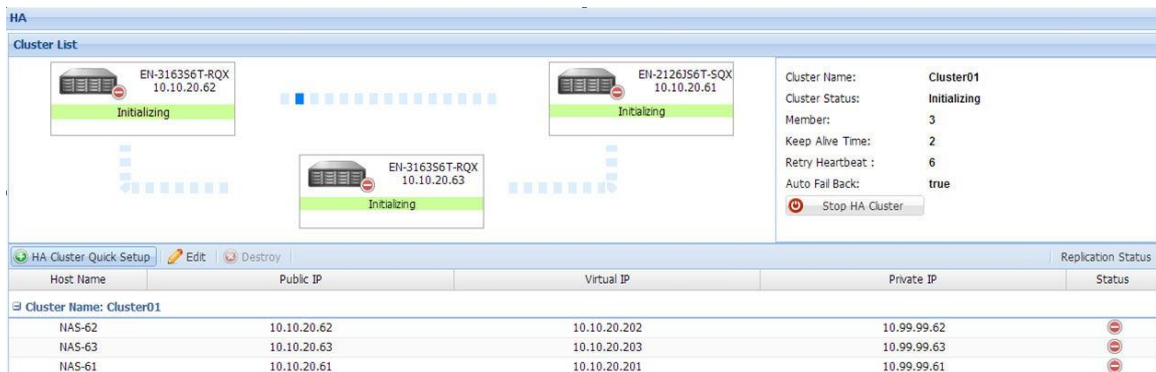 HA
Cluster List
EN-3163S6T-RQX
10.10.20.62
Initializing
EN-2126JS6T-SQX
10.10.20.61
Initializing
EN-3163S6T-RQX
10.10.20.63
Initializing
Cluster Name: Cluster01
Cluster Status: Initializing
Member: 3
Keep Alive Time: 2
Retry Heartbeat : 6
Auto Fail Back: true
Stop HA Cluster
HA Cluster Quick Setup Edit Destroy Replication Status
Host Name Public IP Virtual IP Private IP Status
Cluster Name: Cluster01
NAS-62 10.10.20.62 10.10.20.202 10.99.99.62
NAS-63 10.10.20.63 10.10.20.203 10.99.99.63
NAS-61 10.10.20.61 10.10.20.201 10.99.99.61